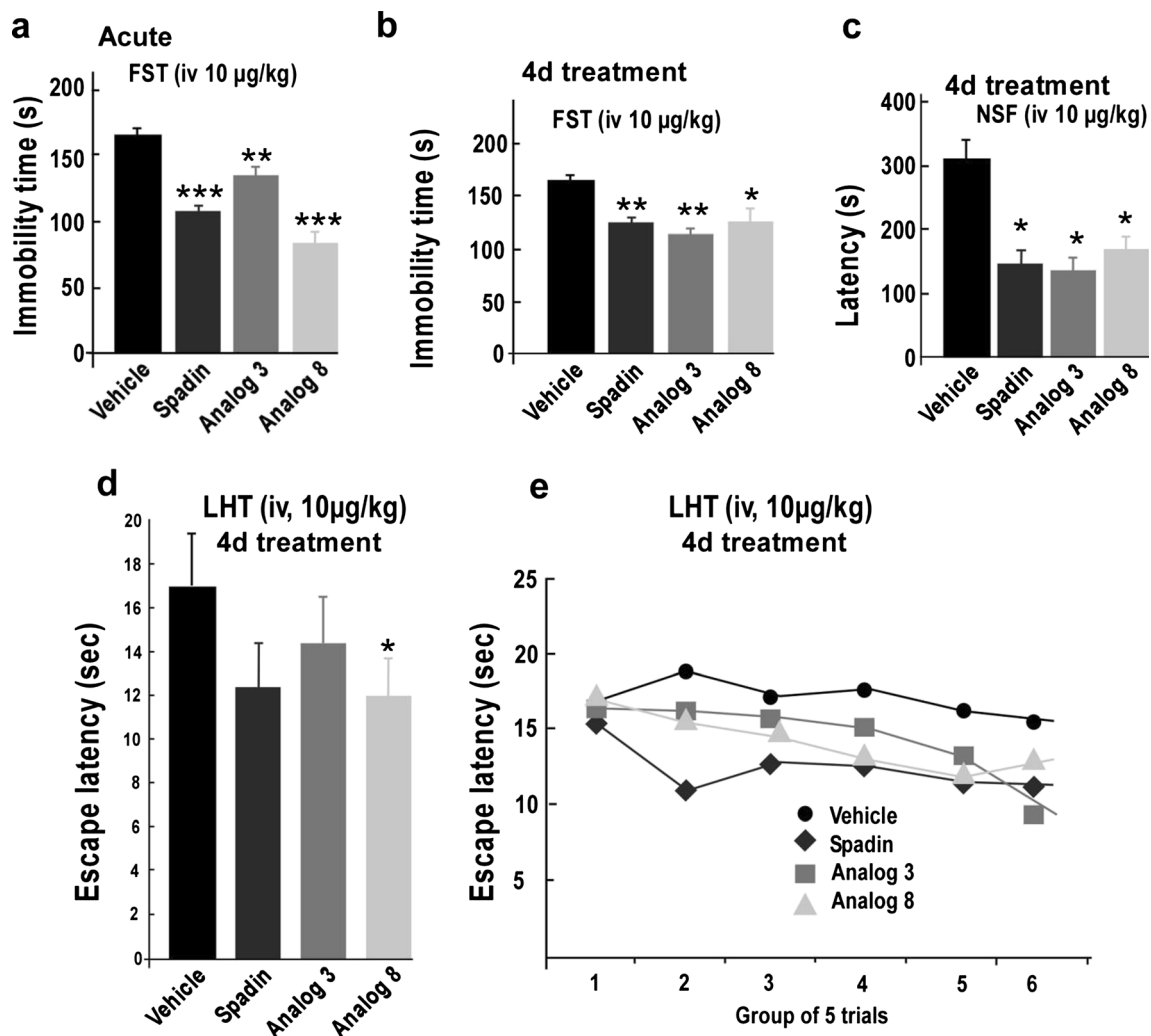 a
Acute
FST (iv 10 µg/kg)
Immobility time (s)
200
150
100
50
0
***
**
***
Vehicle
Spadin
Analog 3
Analog 8
b
4d treatment
FST (iv 10 µg/kg)
Immobility time (s)
200
150
100
50
0
**
**
*
Vehicle
Spadin
Analog 3
Analog 8
c
4d treatment
NSF (iv 10 µg/kg)
Latency (s)
400
300
200
100
0
*
*
*
Vehicle
Spadin
Analog 3
Analog 8
d
LHT (iv, 10µg/kg)
4d treatment
Escape latency (sec)
20
18
16
14
12
10
8
6
4
2
0
*
Vehicle
Spadin
Analog 3
Analog 8
e
LHT (iv, 10µg/kg)
4d treatment
Escape latency (sec)
25
20
15
10
5
Vehicle
Spadin
Analog 3
Analog 8
1 2 3 4 5 6
Group of 5 trials